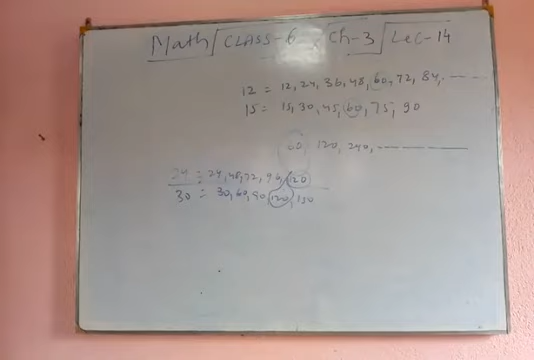 Math CLASS-6 Ch-3 Lec-14
12 = 12, 24, 36, 48, 60, 72, 84, ----
15 = 15, 30, 45, 60, 75, 90
60, 120, 240, ----------
24 = 24, 48, 72, 96, 120
30 = 30, 60, 90, 120, 150